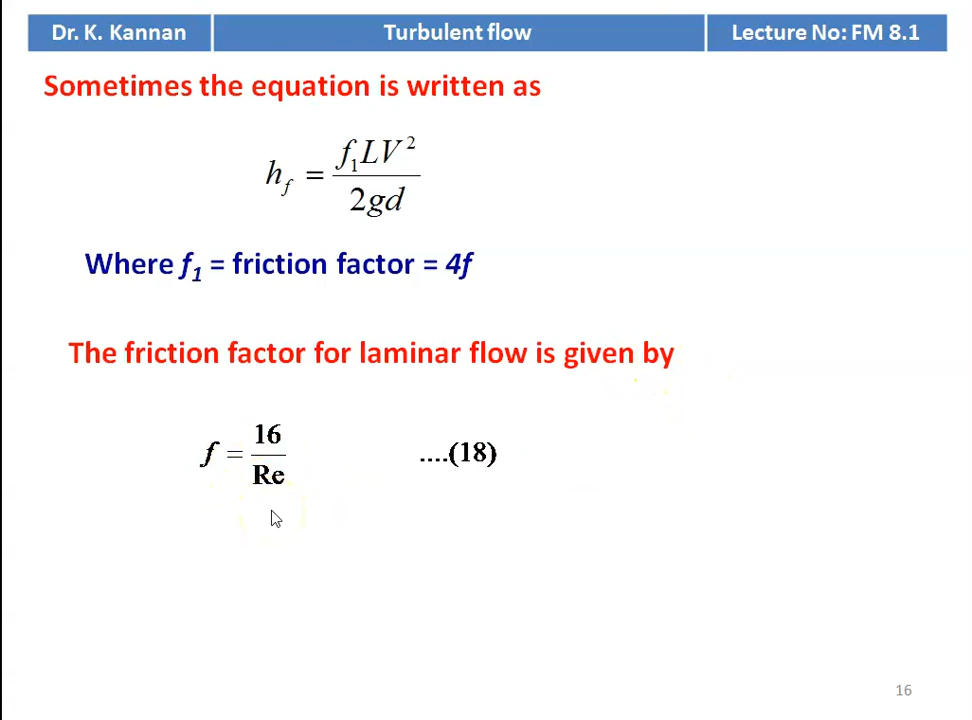 Dr. K. Kannan Turbulent flow Lecture No: FM 8.1
Sometimes the equation is written as
h_f = f_1LV^2 / 2gd
Where f_1 = friction factor = 4f
The friction factor for laminar flow is given by
f = 16 / Re ....(18)
16